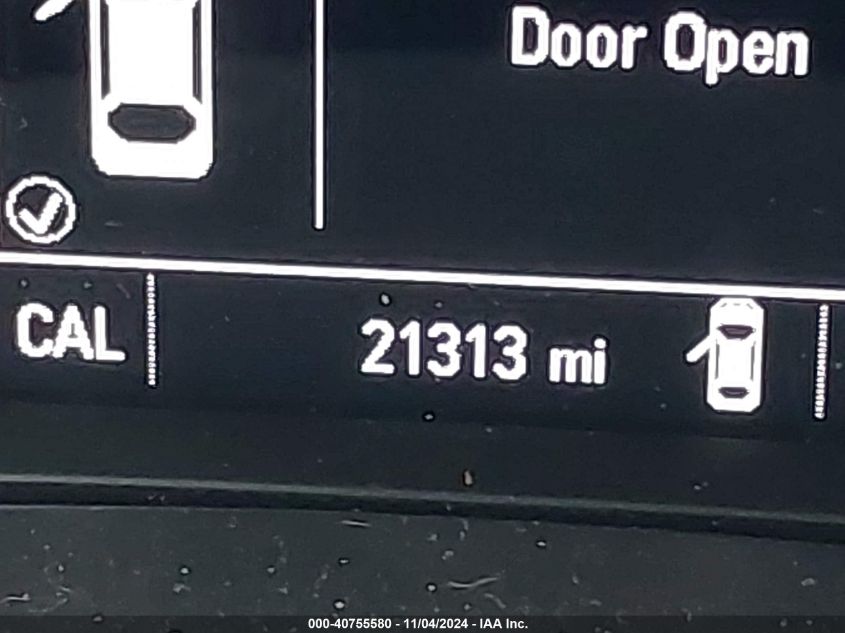 Door Open
CAL
21313 mi
000-40755580 - 11/04/2024 - IAA Inc.